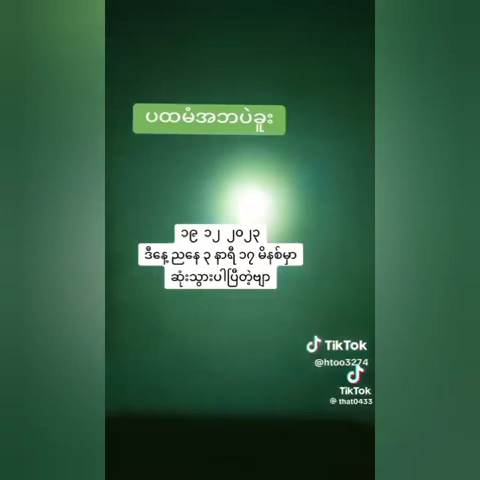 ပထမံအဘပဲခူး
၁၉ ၁၂ ၂၀၂၃
ဒီနေ့ ညနေ ၃ နာရီ ၁၇ မိနစ်မှာ
ဆုံးသွားပါပြီတဲ့ဗျာ
TikTok
@htoo3274
TikTok
@that0433